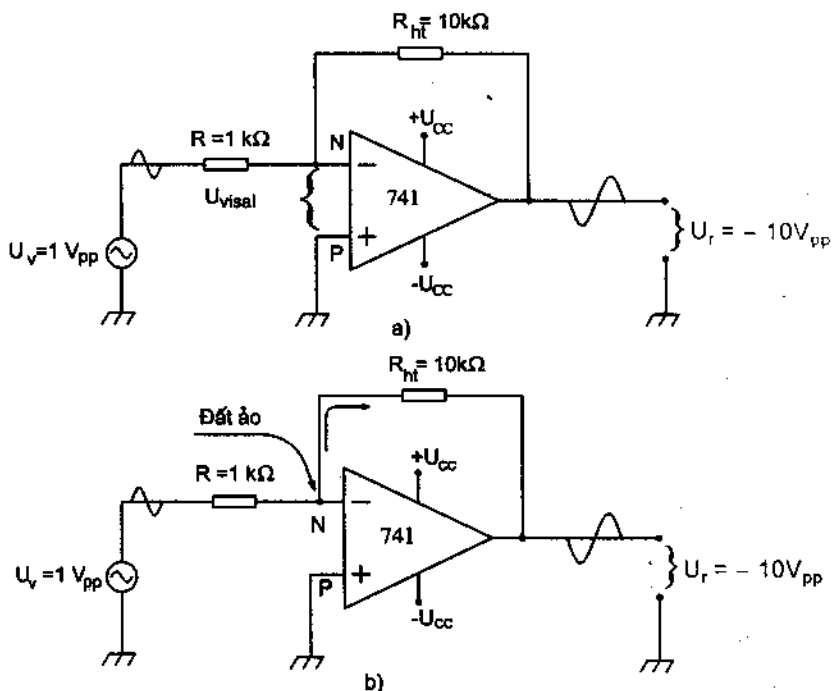 R_ht = 10kΩ
+U_CC
R = 1 kΩ
N
−
U_visal
741
U_v = 1 V_pp
+
P
U_r = − 10V_pp
-U_CC
a)
R_ht = 10kΩ
Đất ảo
+U_CC
R = 1 kΩ
N
−
741
U_v = 1 V_pp
+
P
U_r = − 10V_pp
-U_CC
b)